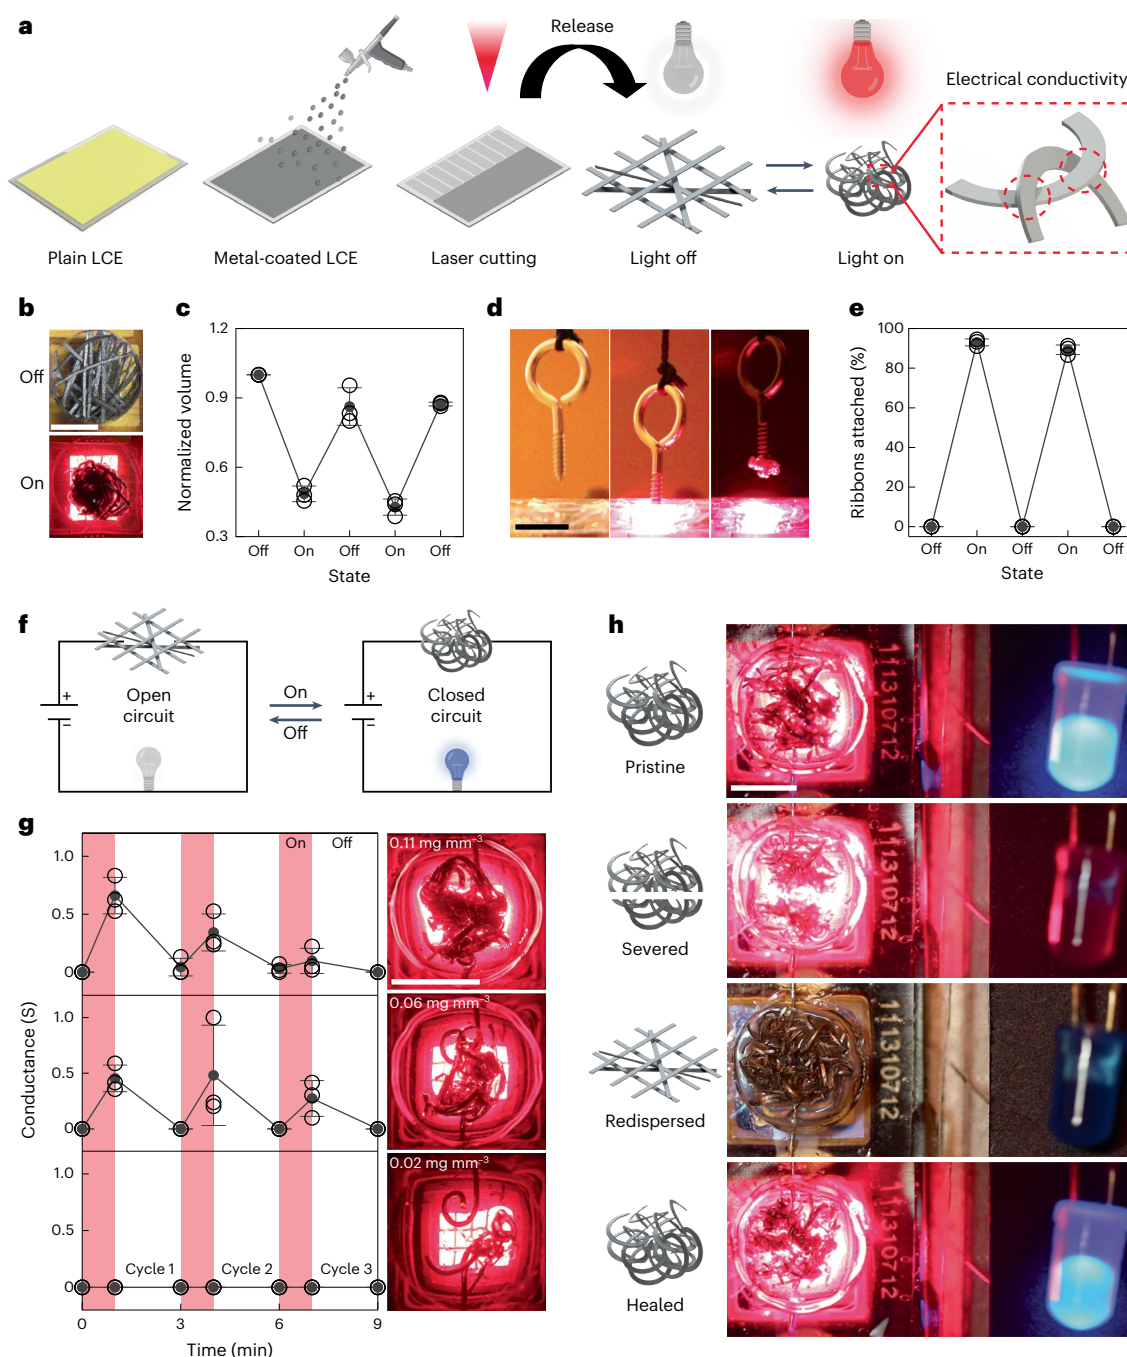 a
Release
Electrical conductivity
Plain LCE
Metal-coated LCE
Laser cutting
Light off
Light on
b
Off
On
c
Normalized volume
1.2
0.9
0.6
0.3
Off
On
Off
On
Off
State
d
e
Ribbons attached (%)
100
80
60
40
20
0
Off
On
Off
On
Off
State
f
+
−
Open
circuit
On
Off
+
−
Closed
circuit
g
Conductance (S)
1.0
0.5
0
On
Off
0.11 mg mm⁻³
1.0
0.5
0
0.06 mg mm⁻³
1.0
0.5
0
Cycle 1
Cycle 2
Cycle 3
0.02 mg mm⁻³
0
3
6
9
Time (min)
h
Pristine
Severed
Redispersed
Healed